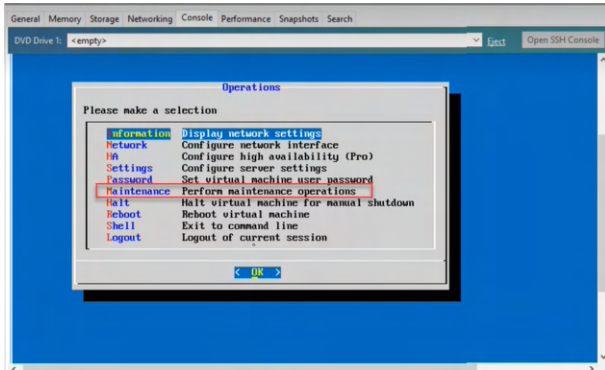 General Memory Storage Networking Console Performance Snapshots Search
DVD Drive 1: <empty> Eject Open SSH Console
Operations
Please make a selection
Information Display network settings
Network Configure network interface
HA Configure high availability (Pro)
Settings Configure server settings
Password Set virtual machine user password
Maintenance Perform maintenance operations
Halt Halt virtual machine for manual shutdown
Reboot Reboot virtual machine
Shell Exit to command line
Logout Logout of current session
< OK >